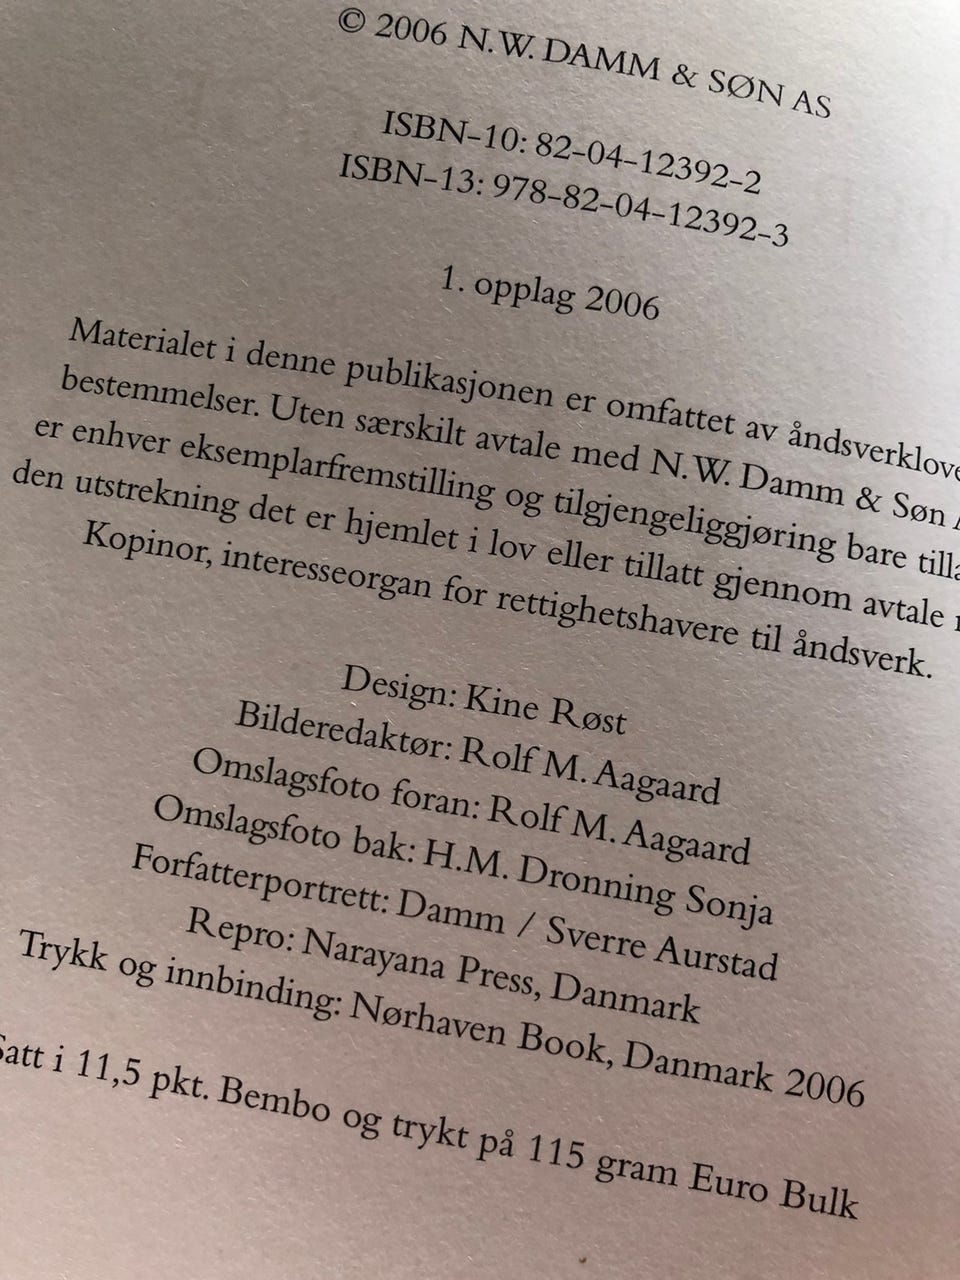 © 2006 N.W. DAMM & SØN AS
ISBN-10: 82-04-12392-2
ISBN-13: 978-82-04-12392-3
1. opplag 2006
Materialet i denne publikasjonen er omfattet av åndsverklove
bestemmelser. Uten særskilt avtale med N.W. Damm & Søn
er enhver eksemplarfremstilling og tilgjengeliggjøring bare tilla
den utstrekning det er hjemlet i lov eller tillatt gjennom avtale
Kopinor, interesseorgan for rettighetshavere til åndsverk.
Design: Kine Røst
Bilderedaktør: Rolf M. Aagaard
Omslagsfoto foran: Rolf M. Aagaard
Omslagsfoto bak: H.M. Dronning Sonja
Forfatterportrett: Damm / Sverre Aurstad
Repro: Narayana Press, Danmark
Trykk og innbinding: Nørhaven Book, Danmark 2006
Satt i 11,5 pkt. Bembo og trykt på 115 gram Euro Bulk